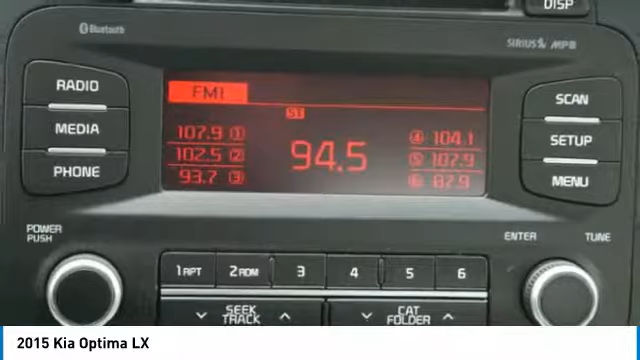 DISP
Bluetooth
SIRIUS MP3
RADIO
MEDIA
PHONE
FM1
ST
107.9 1
102.5 2
93.7 3
94.5
4 104.1
5 107.9
6 87.9
SCAN
SETUP
MENU
POWER
PUSH
ENTER TUNE
1 RPT 2 RDM 3 4 5 6
SEEK
TRACK
CAT
FOLDER
2015 Kia Optima LX